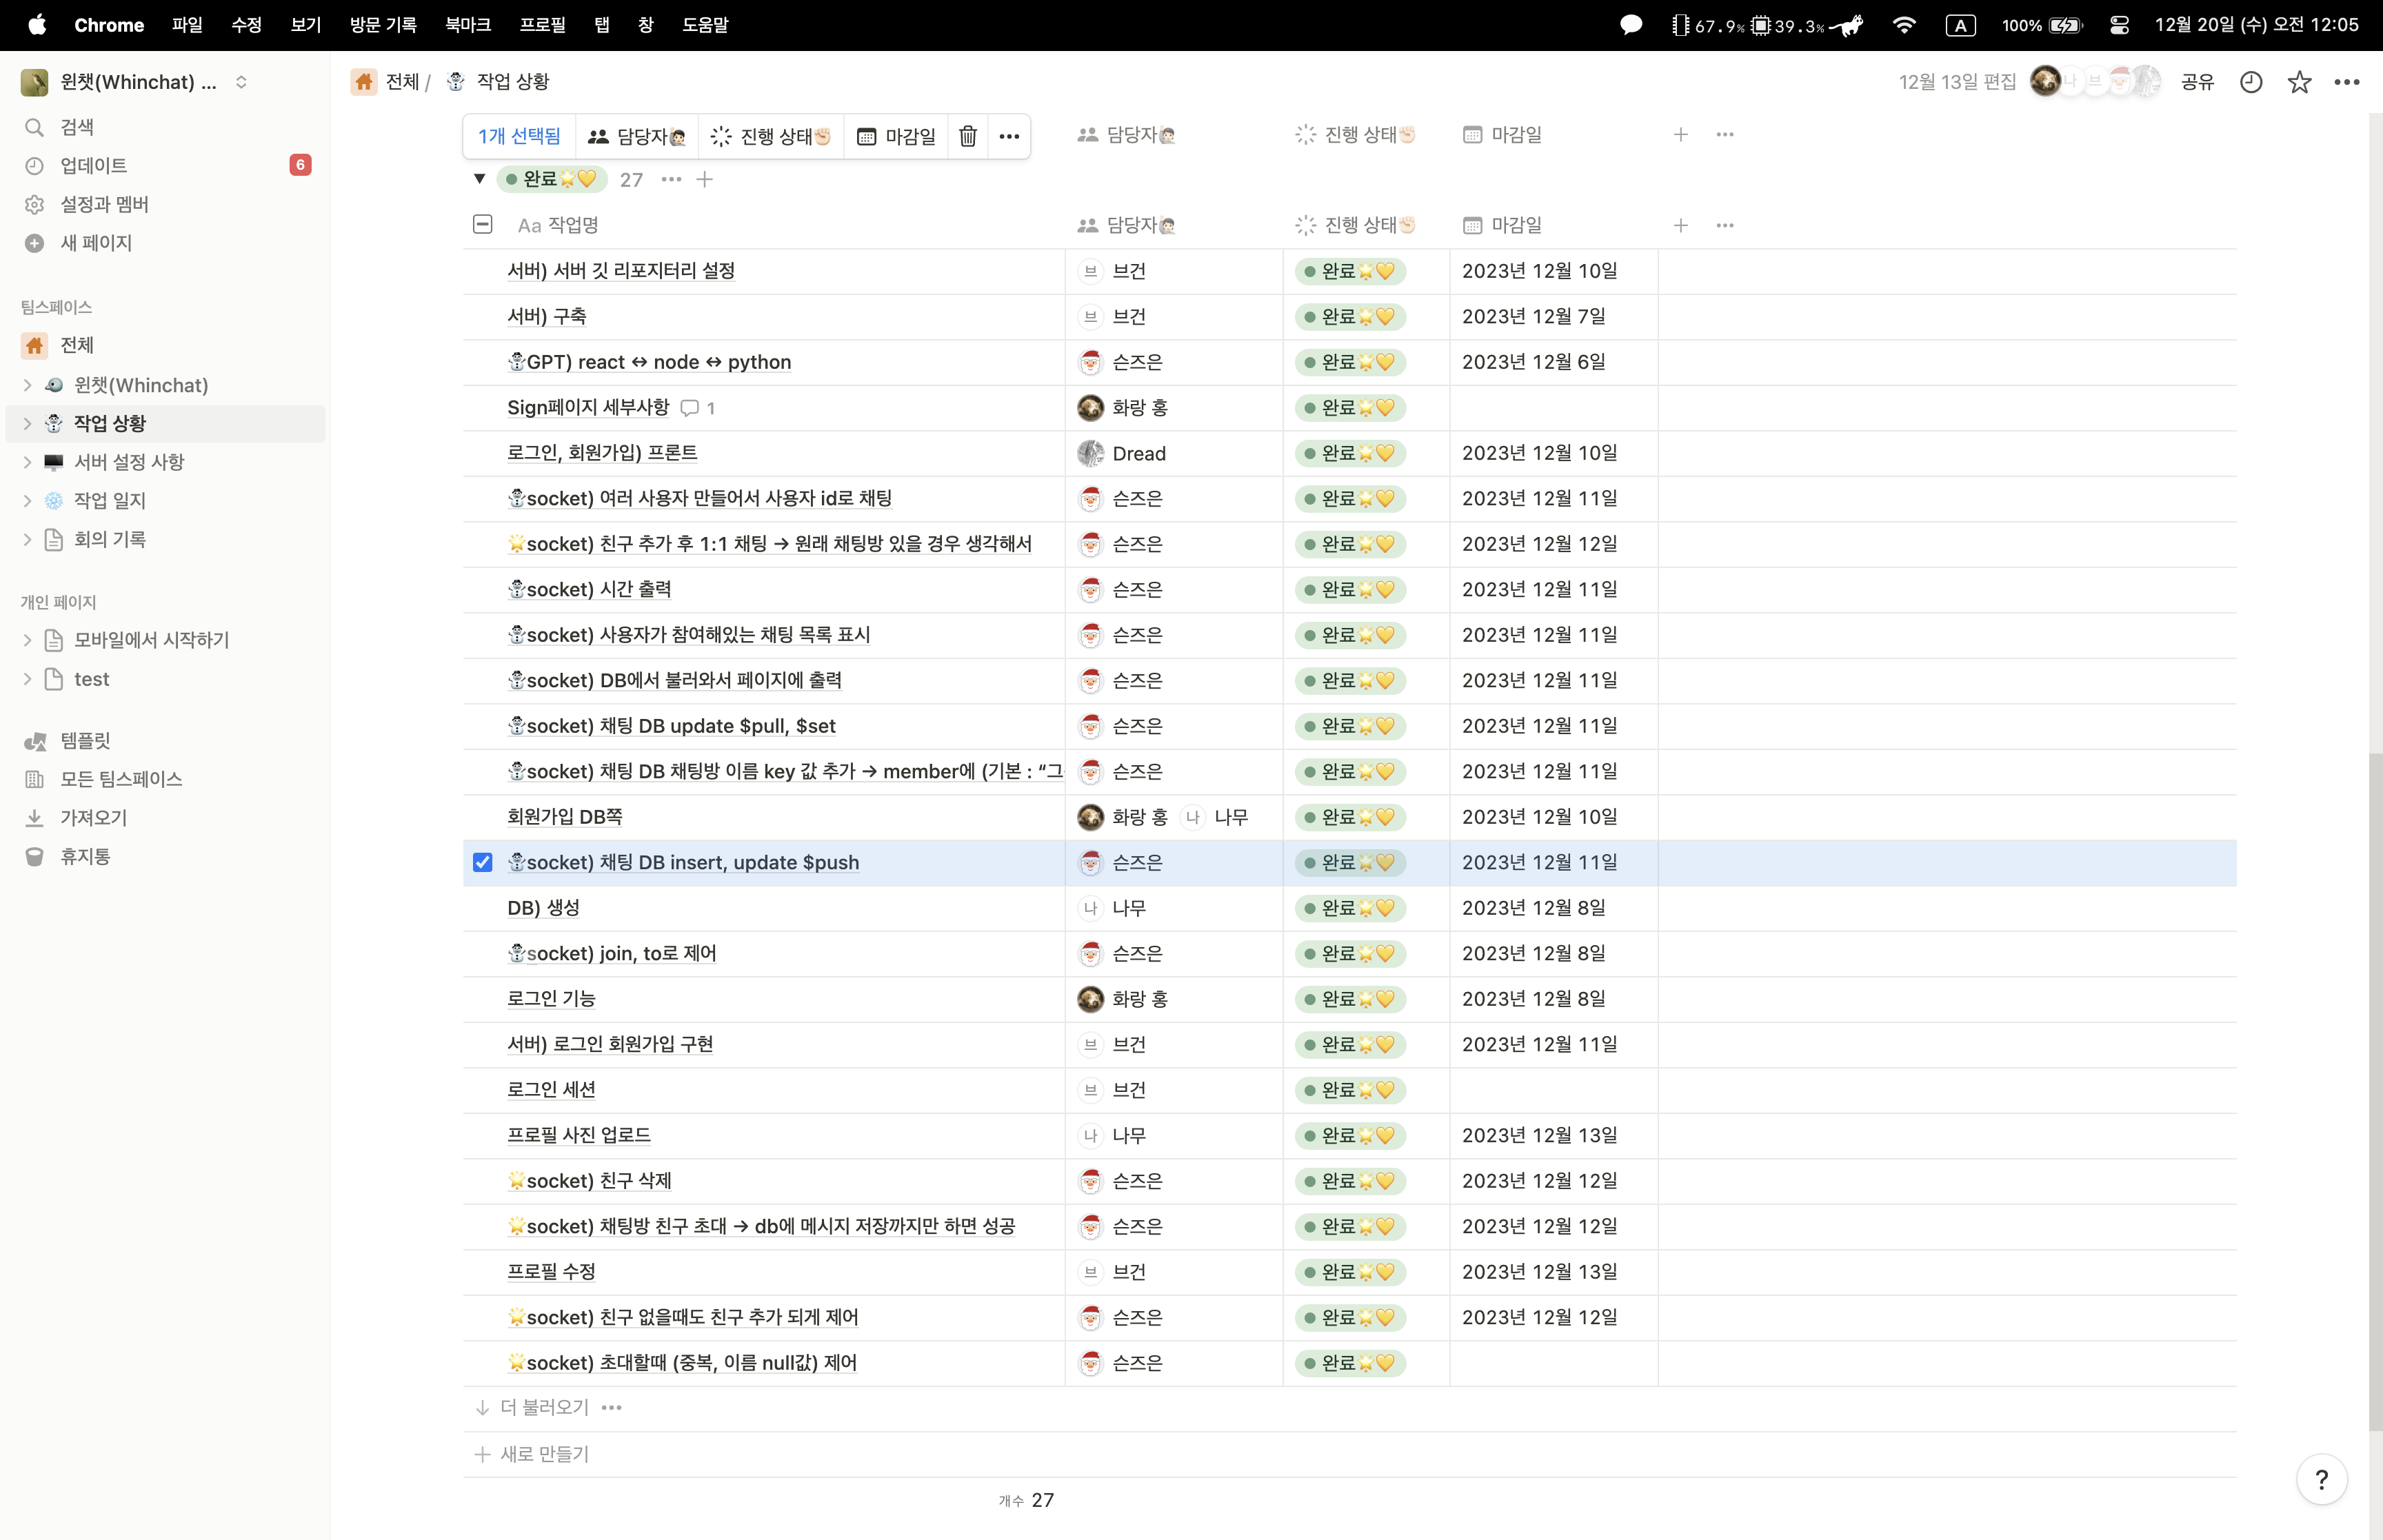 Chrome 파일 수정 보기 방문 기록 북마크 프로필 탭 창 도움말 67.9% 39.3% A 100% 12월 20일 (수) 오전 12:05
윈챗(Whinchat) ...
검색
업데이트 6
설정과 멤버
새 페이지
팀스페이스
전체
윈챗(Whinchat)
작업 상황
서버 설정 사항
작업 일지
회의 기록
개인 페이지
모바일에서 시작하기
test
템플릿
모든 팀스페이스
가져오기
휴지통
전체 / 작업 상황 12월 13일 편집 나 브 공유
1개 선택됨 담당자 진행 상태 마감일 담당자 진행 상태 마감일
완료 27
Aa 작업명 담당자 진행 상태 마감일
서버) 서버 깃 리포지터리 설정 브 브건 완료 2023년 12월 10일
서버) 구축 브 브건 완료 2023년 12월 7일
GPT) react ↔ node ↔ python 슨즈은 완료 2023년 12월 6일
Sign페이지 세부사항 1 화랑 홍 완료
로그인, 회원가입) 프론트 Dread 완료 2023년 12월 10일
socket) 여러 사용자 만들어서 사용자 id로 채팅 슨즈은 완료 2023년 12월 11일
socket) 친구 추가 후 1:1 채팅 → 원래 채팅방 있을 경우 생각해서 슨즈은 완료 2023년 12월 12일
socket) 시간 출력 슨즈은 완료 2023년 12월 11일
socket) 사용자가 참여해있는 채팅 목록 표시 슨즈은 완료 2023년 12월 11일
socket) DB에서 불러와서 페이지에 출력 슨즈은 완료 2023년 12월 11일
socket) 채팅 DB update $pull, $set 슨즈은 완료 2023년 12월 11일
socket) 채팅 DB 채팅방 이름 key 값 추가 → member에 (기본 : “그 슨즈은 완료 2023년 12월 11일
회원가입 DB쪽 화랑 홍 나 나무 완료 2023년 12월 10일
socket) 채팅 DB insert, update $push 슨즈은 완료 2023년 12월 11일
DB) 생성 나 나무 완료 2023년 12월 8일
socket) join, to로 제어 슨즈은 완료 2023년 12월 8일
로그인 기능 화랑 홍 완료 2023년 12월 8일
서버) 로그인 회원가입 구현 브 브건 완료 2023년 12월 11일
로그인 세션 브 브건 완료
프로필 사진 업로드 나 나무 완료 2023년 12월 13일
socket) 친구 삭제 슨즈은 완료 2023년 12월 12일
socket) 채팅방 친구 초대 → db에 메시지 저장까지만 하면 성공 슨즈은 완료 2023년 12월 12일
프로필 수정 브 브건 완료 2023년 12월 13일
socket) 친구 없을때도 친구 추가 되게 제어 슨즈은 완료 2023년 12월 12일
socket) 초대할때 (중복, 이름 null값) 제어 슨즈은 완료
더 불러오기
새로 만들기
개수 27
?